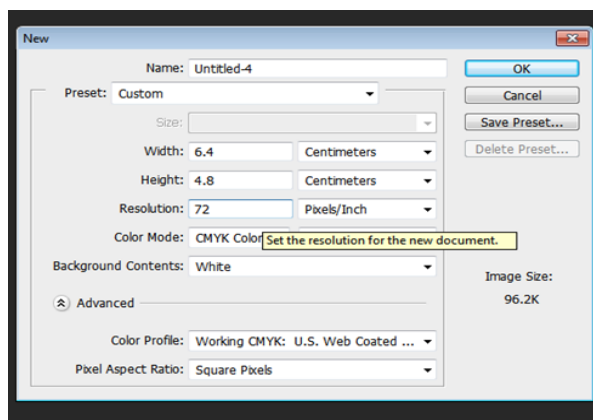 New
Name: Untitled-4
OK
Preset: Custom
Cancel
Size:
Save Preset...
Width: 6.4 Centimeters
Delete Preset...
Height: 4.8 Centimeters
Resolution: 72 Pixels/Inch
Color Mode: CMYK Color
Set the resolution for the new document.
Background Contents: White
Image Size:
96.2K
Advanced
Color Profile: Working CMYK: U.S. Web Coated ...
Pixel Aspect Ratio: Square Pixels